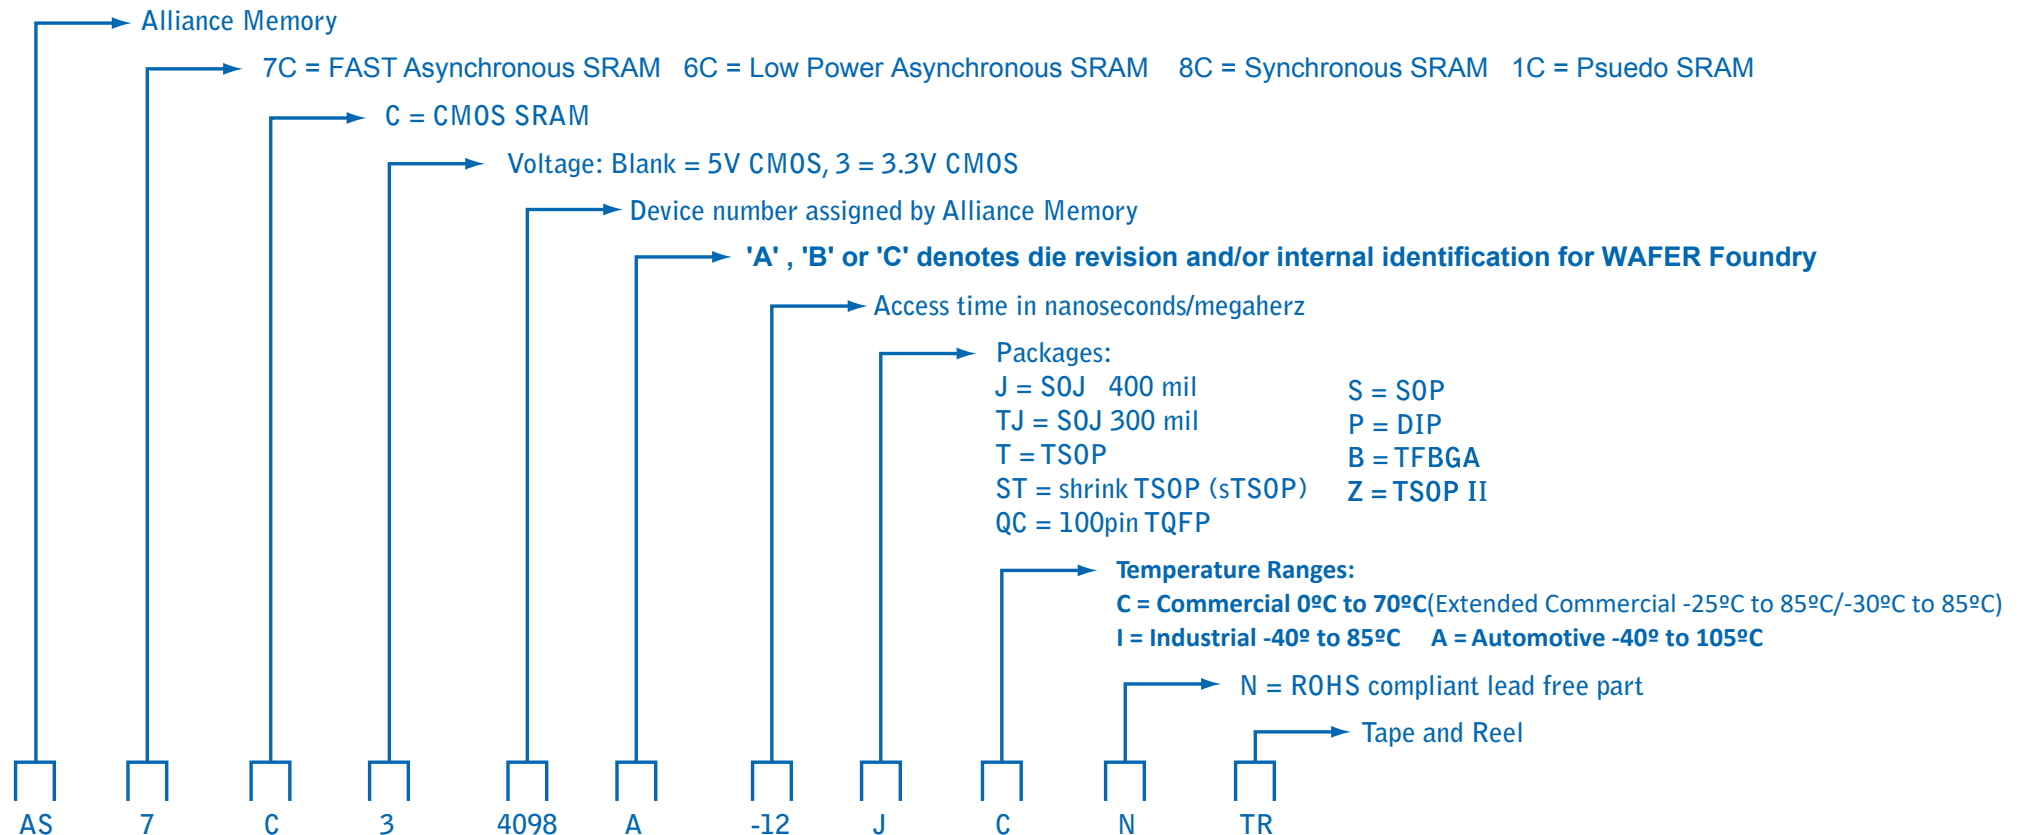 Alliance Memory
7C = FAST Asynchronous SRAM 6C = Low Power Asynchronous SRAM 8C = Synchronous SRAM 1C = Psuedo SRAM
C = CMOS SRAM
Voltage: Blank = 5V CMOS, 3 = 3.3V CMOS
Device number assigned by Alliance Memory
'A' , 'B' or 'C' denotes die revision and/or internal identification for WAFER Foundry
Access time in nanoseconds/megaherz
Packages:
J = SOJ 400 mil
TJ = SOJ 300 mil
T = TSOP
ST = shrink TSOP (sTSOP)
QC = 100pin TQFP
S = SOP
P = DIP
B = TFBGA
Z = TSOP II
Temperature Ranges:
C = Commercial 0ºC to 70ºC(Extended Commercial -25ºC to 85ºC/-30ºC to 85ºC)
I = Industrial -40º to 85ºC A = Automotive -40º to 105ºC
N = ROHS compliant lead free part
Tape and Reel
AS 7 C 3 4098 A -12 J C N TR